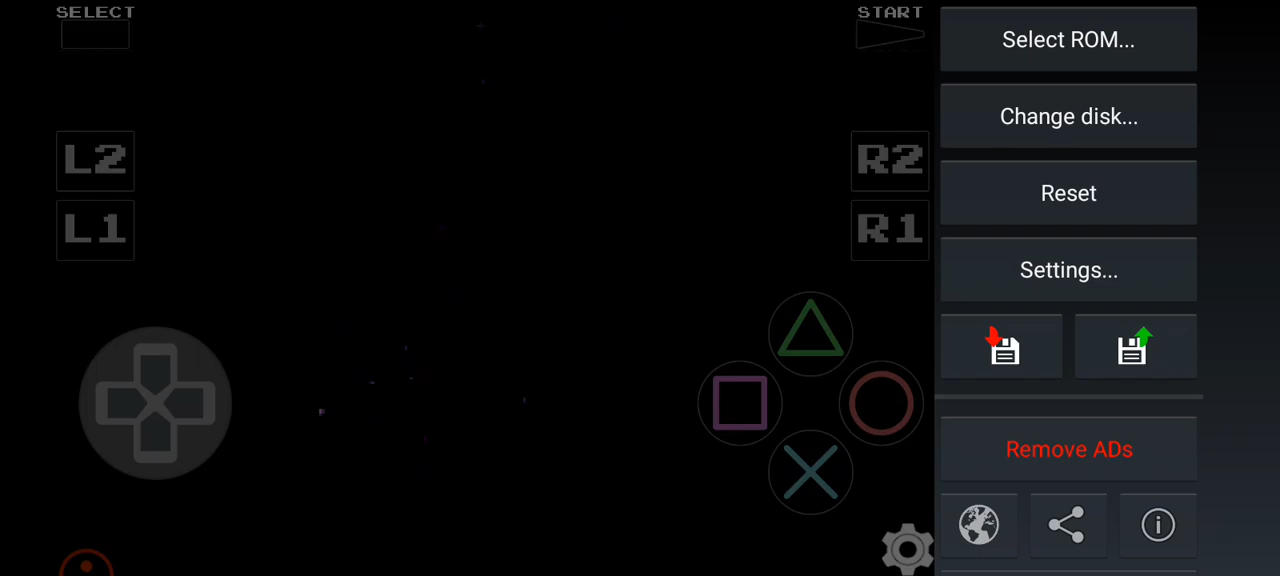 SELECT
START
Select ROM...
Change disk...
L2
R2
Reset
L1
R1
Settings...
Remove ADs